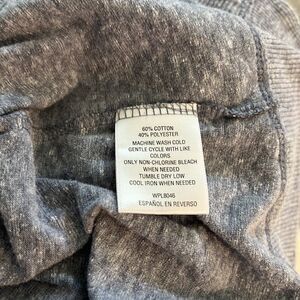 60% COTTON
40% POLYESTER
MACHINE WASH COLD
GENTLE CYCLE WITH LIKE
COLORS
ONLY NON-CHLORINE BLEACH
WHEN NEEDED
TUMBLE DRY LOW
COOL IRON WHEN NEEDED
WPL8046
ESPAÑOL EN REVERSO